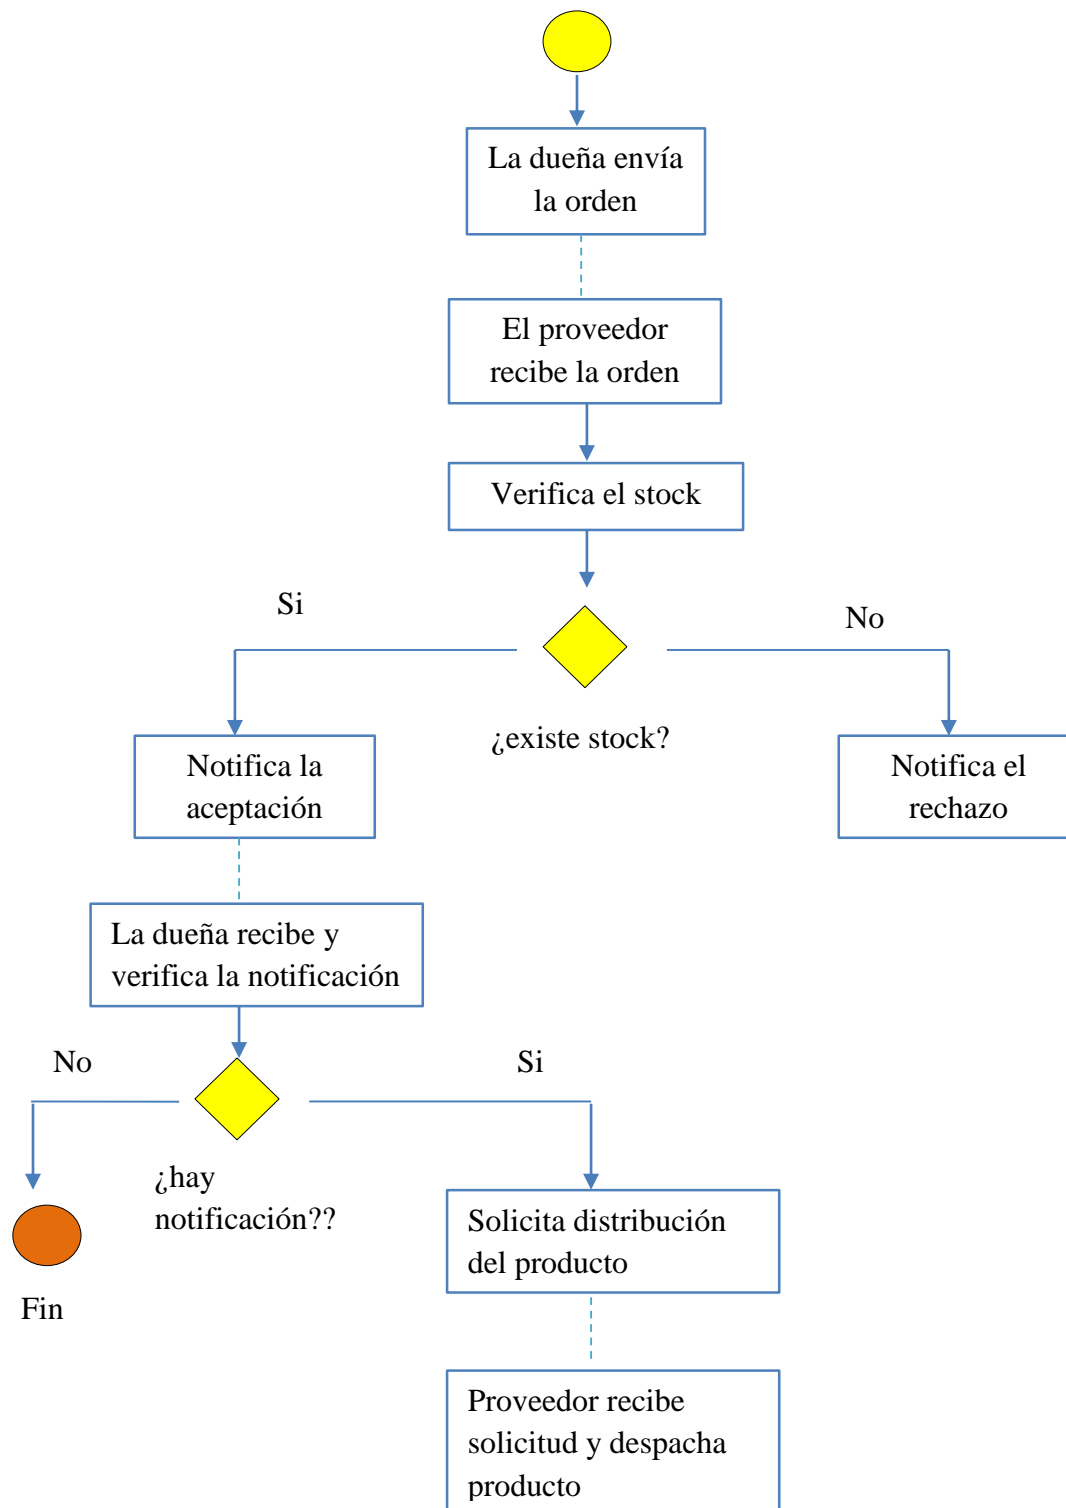 La dueña envía
la orden
El proveedor
recibe la orden
Verifica el stock
Si
No
¿existe stock?
Notifica la
aceptación
Notifica el
rechazo
La dueña recibe y
verifica la notificación
No
Si
¿hay
notificación??
Fin
Solicita distribución
del producto
Proveedor recibe
solicitud y despacha
producto